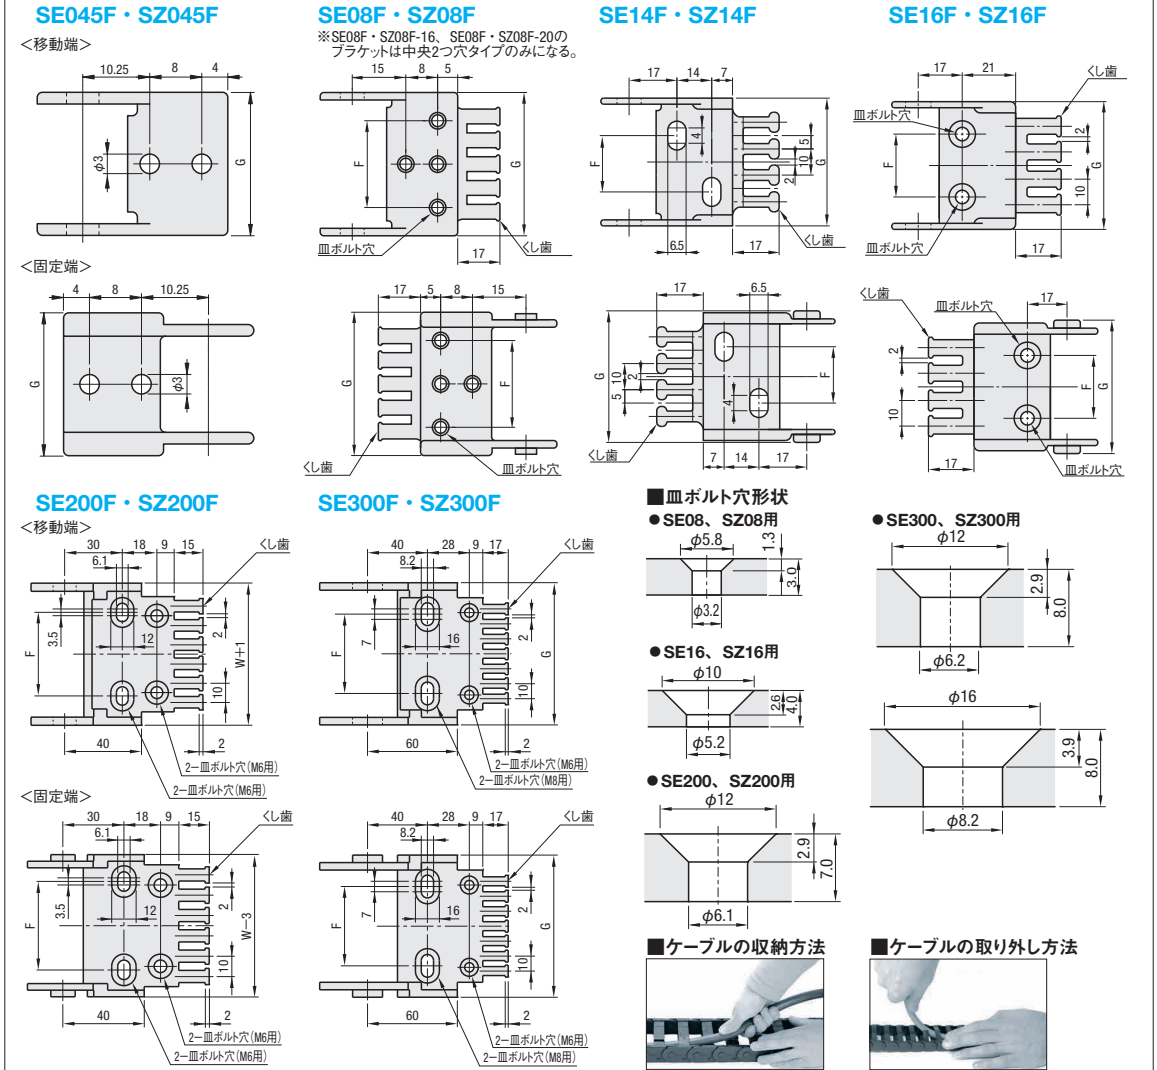 SE045F・SZ045F
＜移動端＞
10.25 8 4
φ3
G
＜固定端＞
4 8 10.25
G
φ3
SE08F・SZ08F
※SE08F・SZ08F-16、SE08F・SZ08F-20の
ブラケットは中央2つ穴タイプのみになる。
15 8 5
F
G
皿ボルト穴
17
くし歯
17 5 8 15
G
F
くし歯
皿ボルト穴
SE14F・SZ14F
17 14 7
F
4
5
10
2
G
6.5
17
くし歯
17
6.5
G
10
2
5
4
F
くし歯
7 14 17
SE16F・SZ16F
17 21
くし歯
皿ボルト穴
2
F
G
10
皿ボルト穴
17
くし歯
皿ボルト穴
17
2
F
G
10
17
皿ボルト穴
SE200F・SZ200F
＜移動端＞
30 18 9 15
くし歯
6.1
3.5
F
12
2
W＋1
10
40
2
2－皿ボルト穴（M6用）
2－皿ボルト穴（M6用）
＜固定端＞
30 18 9 15
くし歯
6.1
3.5
F
12
2
W－3
10
40
2
2－皿ボルト穴（M6用）
2－皿ボルト穴（M6用）
SE300F・SZ300F
40 28 9 17
くし歯
8.2
7
F
16
2
G
10
60
2
2－皿ボルト穴（M6用）
2－皿ボルト穴（M8用）
40 28 9 17
くし歯
8.2
7
F
16
2
G
10
60
2
2－皿ボルト穴（M6用）
2－皿ボルト穴（M8用）
■皿ボルト穴形状
●SE08、SZ08用
φ5.8
1.3
3.0
φ3.2
●SE16、SZ16用
φ10
2.6
4.0
φ5.2
●SE200、SZ200用
φ12
2.9
7.0
φ6.1
●SE300、SZ300用
φ12
2.9
8.0
φ6.2
φ16
3.9
8.0
φ8.2
■ケーブルの収納方法
■ケーブルの取り外し方法